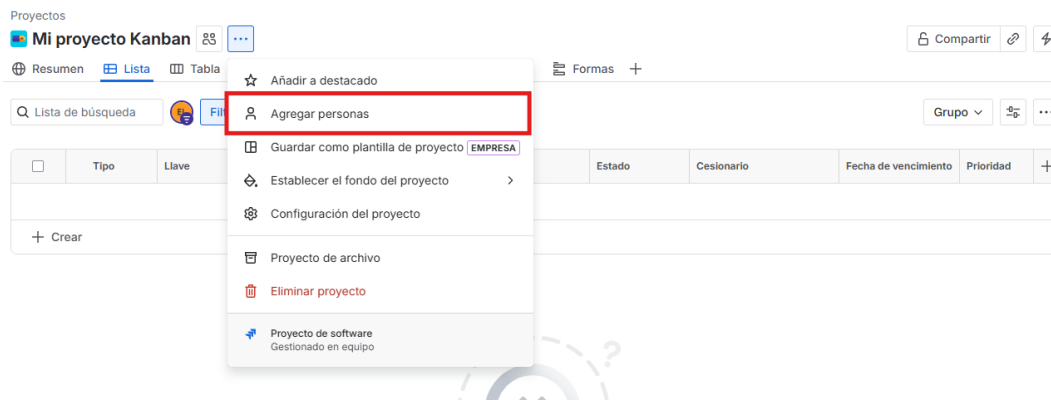 Proyectos
Mi proyecto Kanban
Compartir
Resumen Lista Tabla Formas
Lista de búsqueda Grupo
Añadir a destacado
Agregar personas
Guardar como plantilla de proyecto EMPRESA
Establecer el fondo del proyecto
Configuración del proyecto
Proyecto de archivo
Eliminar proyecto
Proyecto de software
Gestionado en equipo
Tipo Llave Estado Cesionario Fecha de vencimiento Prioridad
+ Crear
?